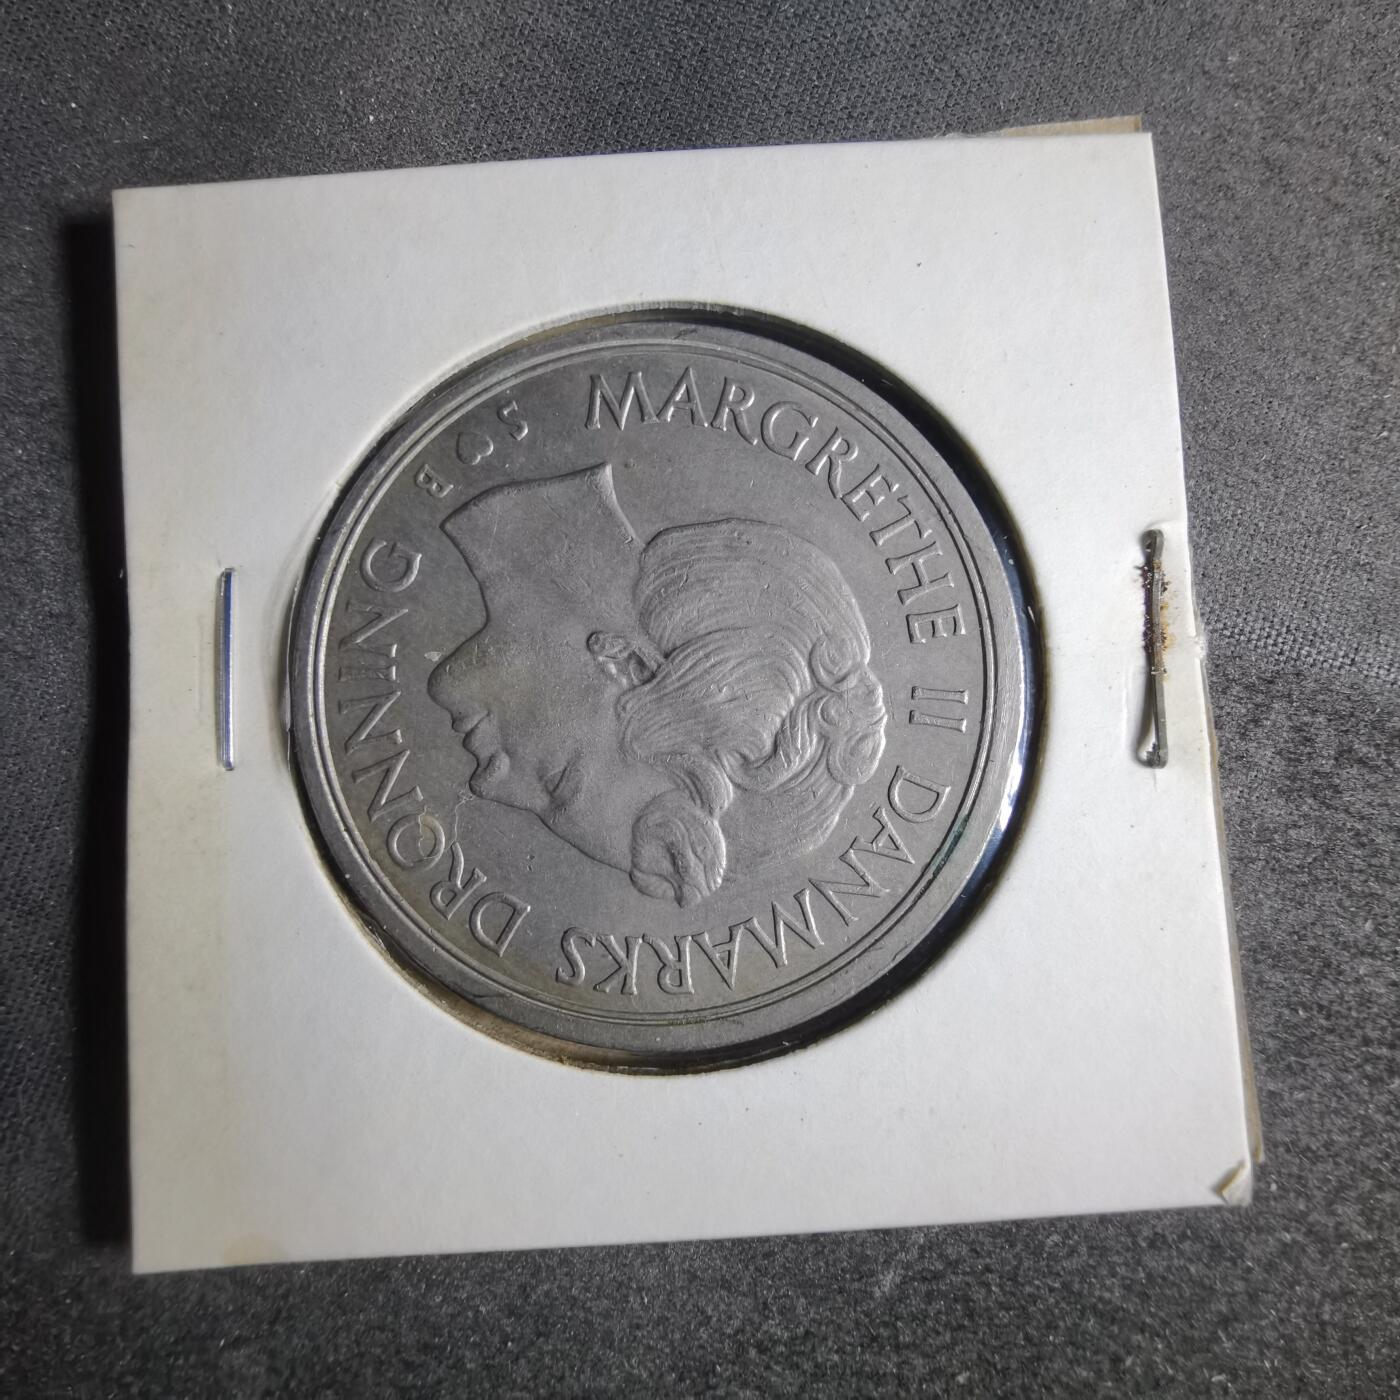 MARGRETHE II DANMARKS DRONNING
B ♡ S